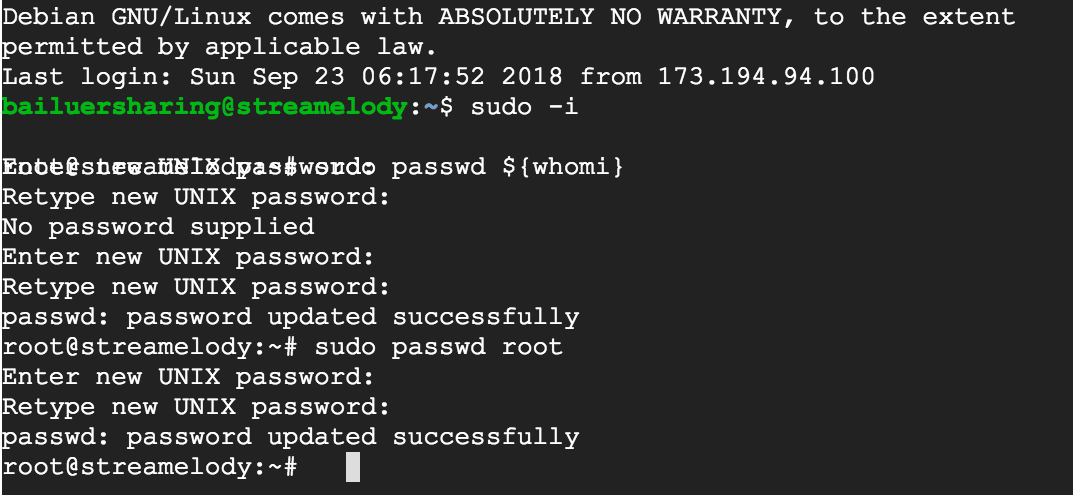 Debian GNU/Linux comes with ABSOLUTELY NO WARRANTY, to the extent
permitted by applicable law.
Last login: Sun Sep 23 06:17:52 2018 from 173.194.94.100
bailuersharing@streamelody:~$ sudo -i
passwd ${whomi}
Retype new UNIX password:
No password supplied
Enter new UNIX password:
Retype new UNIX password:
passwd: password updated successfully
root@streamelody:~# sudo passwd root
Enter new UNIX password:
Retype new UNIX password:
passwd: password updated successfully
root@streamelody:~#